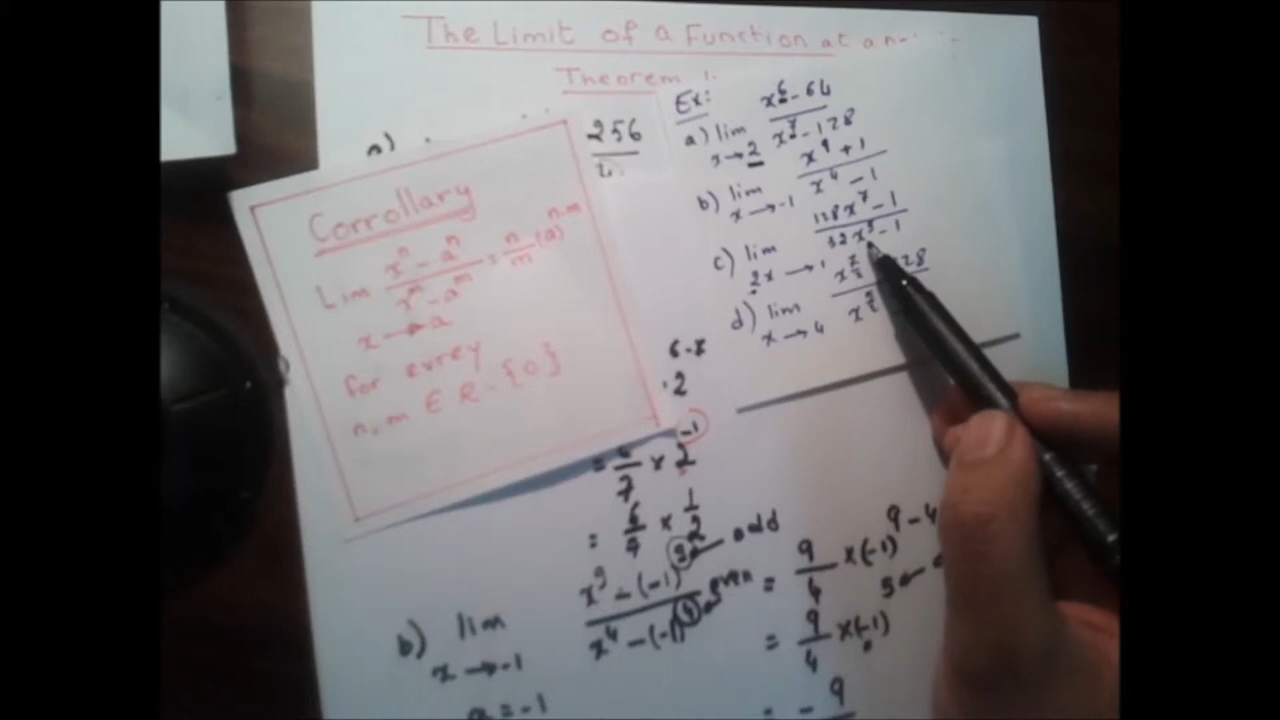 The Limit of a Function at
Theorem
a)
256
Corrollary
Lim x^n - a^n / x^m - a^m = n/m (a)^n-m
x → a
for evrey
n, m ∈ R - {0}
Ex:
a) lim x→2 x^6 - 64 / x^7 - 128
b) lim x→-1 x^9 + 1 / x^4 - 1
c) lim 2x→1 128x^7 - 1 / 32x^5 - 1
d) lim x→4
6-7
.2
= 6/7 × 2^-1
= 6/7 × 1/2
b) lim x→-1 x^9 - (-1)^9 / x^4 - (-1)^4 = 9/4 × (-1)^9-4
odd
even
5
= 9/4 × (-1)
a = -1
= - 9